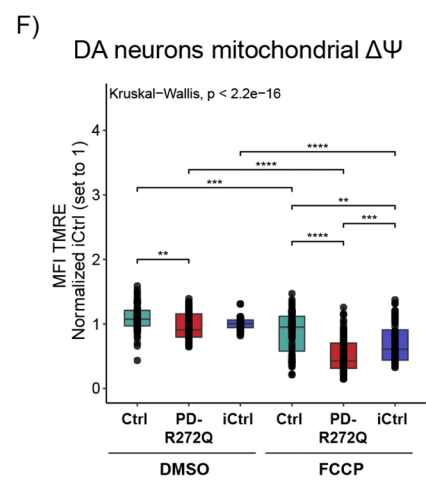 F)
DA neurons mitochondrial ΔΨ
Kruskal−Wallis, p < 2.2e−16
MFI TMRE
Normalized iCtrl (set to 1)
4
3
2
1
0
****
****
***
**
***
**
****
Ctrl PD- iCtrl Ctrl PD- iCtrl
R272Q R272Q
DMSO FCCP